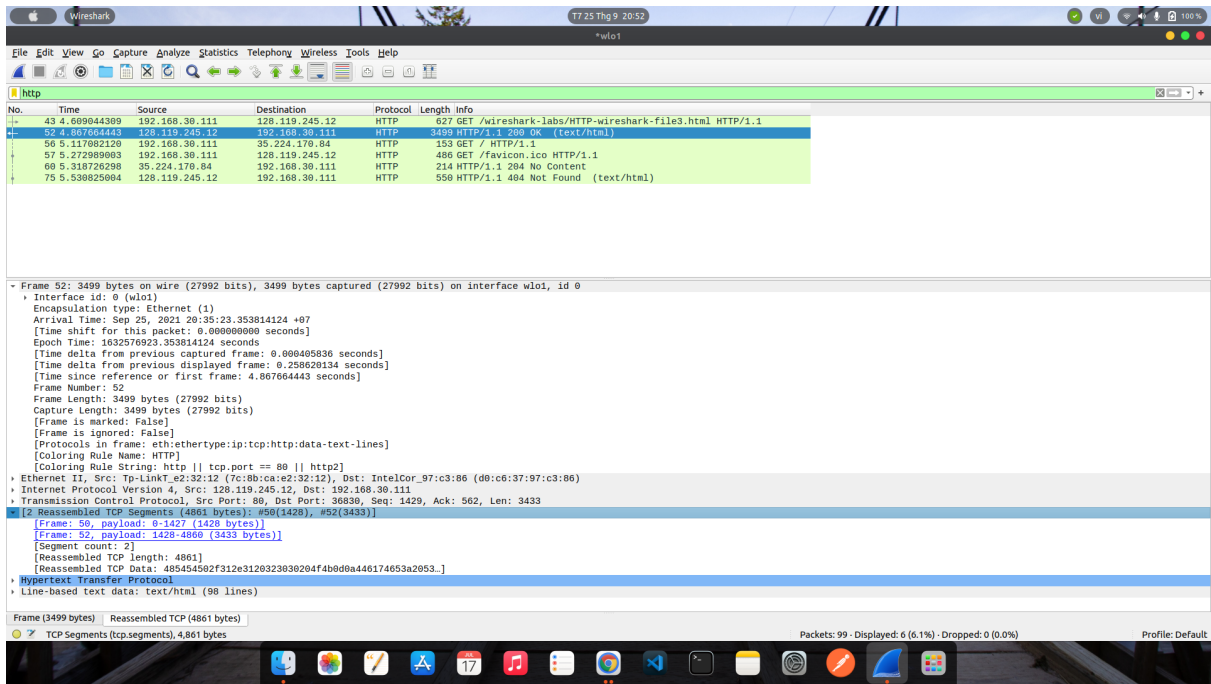 Wireshark
T7 25 Thg 9 20:52
vi
100 %
*wlo1
File Edit View Go Capture Analyze Statistics Telephony Wireless Tools Help
http
No. Time Source Destination Protocol Length Info
43 4.609044309 192.168.30.111 128.119.245.12 HTTP 627 GET /wireshark-labs/HTTP-wireshark-file3.html HTTP/1.1
52 4.867664443 128.119.245.12 192.168.30.111 HTTP 3499 HTTP/1.1 200 OK (text/html)
56 5.117082120 192.168.30.111 35.224.170.84 HTTP 153 GET / HTTP/1.1
57 5.272989003 192.168.30.111 128.119.245.12 HTTP 486 GET /favicon.ico HTTP/1.1
60 5.318726298 35.224.170.84 192.168.30.111 HTTP 214 HTTP/1.1 204 No Content
75 5.530825004 128.119.245.12 192.168.30.111 HTTP 550 HTTP/1.1 404 Not Found (text/html)
Frame 52: 3499 bytes on wire (27992 bits), 3499 bytes captured (27992 bits) on interface wlo1, id 0
Interface id: 0 (wlo1)
Encapsulation type: Ethernet (1)
Arrival Time: Sep 25, 2021 20:35:23.353814124 +07
[Time shift for this packet: 0.000000000 seconds]
Epoch Time: 1632576923.353814124 seconds
[Time delta from previous captured frame: 0.000405836 seconds]
[Time delta from previous displayed frame: 0.258620134 seconds]
[Time since reference or first frame: 4.867664443 seconds]
Frame Number: 52
Frame Length: 3499 bytes (27992 bits)
Capture Length: 3499 bytes (27992 bits)
[Frame is marked: False]
[Frame is ignored: False]
[Protocols in frame: eth:ethertype:ip:tcp:http:data-text-lines]
[Coloring Rule Name: HTTP]
[Coloring Rule String: http || tcp.port == 80 || http2]
Ethernet II, Src: Tp-LinkT_e2:32:12 (7c:8b:ca:e2:32:12), Dst: IntelCor_97:c3:86 (d0:c6:37:97:c3:86)
Internet Protocol Version 4, Src: 128.119.245.12, Dst: 192.168.30.111
Transmission Control Protocol, Src Port: 80, Dst Port: 36830, Seq: 1429, Ack: 562, Len: 3433
[2 Reassembled TCP Segments (4861 bytes): #50(1428), #52(3433)]
[Frame: 50, payload: 0-1427 (1428 bytes)]
[Frame: 52, payload: 1428-4860 (3433 bytes)]
[Segment count: 2]
[Reassembled TCP length: 4861]
[Reassembled TCP Data: 485454502f312e3120323030204f4b0d0a446174653a2053…]
Hypertext Transfer Protocol
Line-based text data: text/html (98 lines)
Frame (3499 bytes) Reassembled TCP (4861 bytes)
TCP Segments (tcp.segments), 4,861 bytes
Packets: 99 · Displayed: 6 (6.1%) · Dropped: 0 (0.0%)
Profile: Default
JUL
17